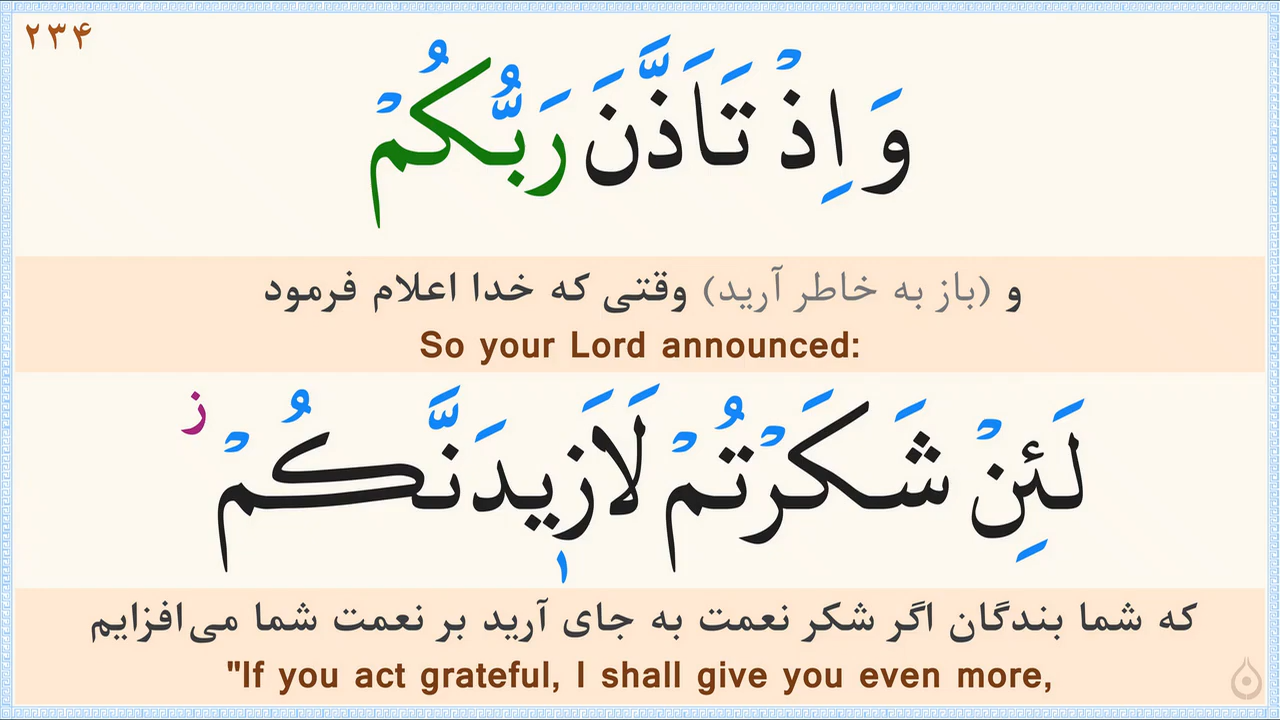 ۲۳۴
وَ اِذْ تَاَذَّنَ رَبُّكُمْ
و (باز به خاطر آرید) وقتی که خدا اعلام فرمود
So your Lord announced:
ز
لَئِنْ شَكَرْتُمْ لَاَزيدَنَّكُمْ
که شما بندگان اگر شکر نعمت به جای آرید بر نعمت شما می‌افزایم
"If you act grateful, I shall give you even more,